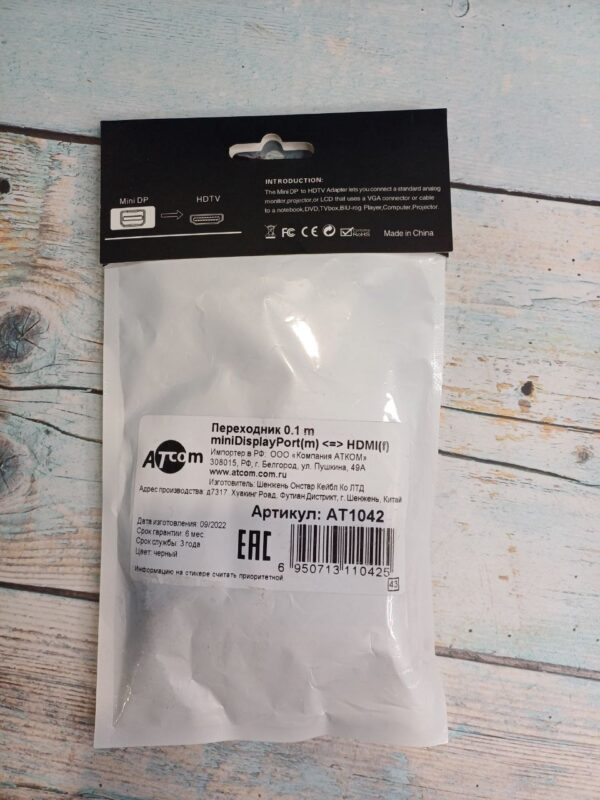 INTRODUCTION:
The Mini DP to HDTV Adapter lets you connect a standard analog
monitor,projector,or LCD that uses a VGA connector or cable
to a notebook,DVD,TVbox,BlU-rog Player,Computer,Projector.
Mini DP
HDTV
FC CE RoHS
Made in China
Переходник 0.1 m
miniDisplayPort(m) <=> HDMI(f)
ATcom
Импортер в РФ: ООО «Компания АТКОМ»
308015, РФ, г. Белгород, ул. Пушкина, 49А
www.atcom.com.ru
Изготовитель: Шенжень Онстар Кейбл Ко ЛТД
Адрес производства: д7317 Хуакинг Роад, Футиан Дистрикт, г. Шенжень, Китай
Артикул: AT1042
Дата изготовления: 09/2022
Срок гарантии: 6 мес.
Срок службы: 3 года
Цвет: черный
EAC
6 950713 110425
43
Информацию на стикере считать приоритетной